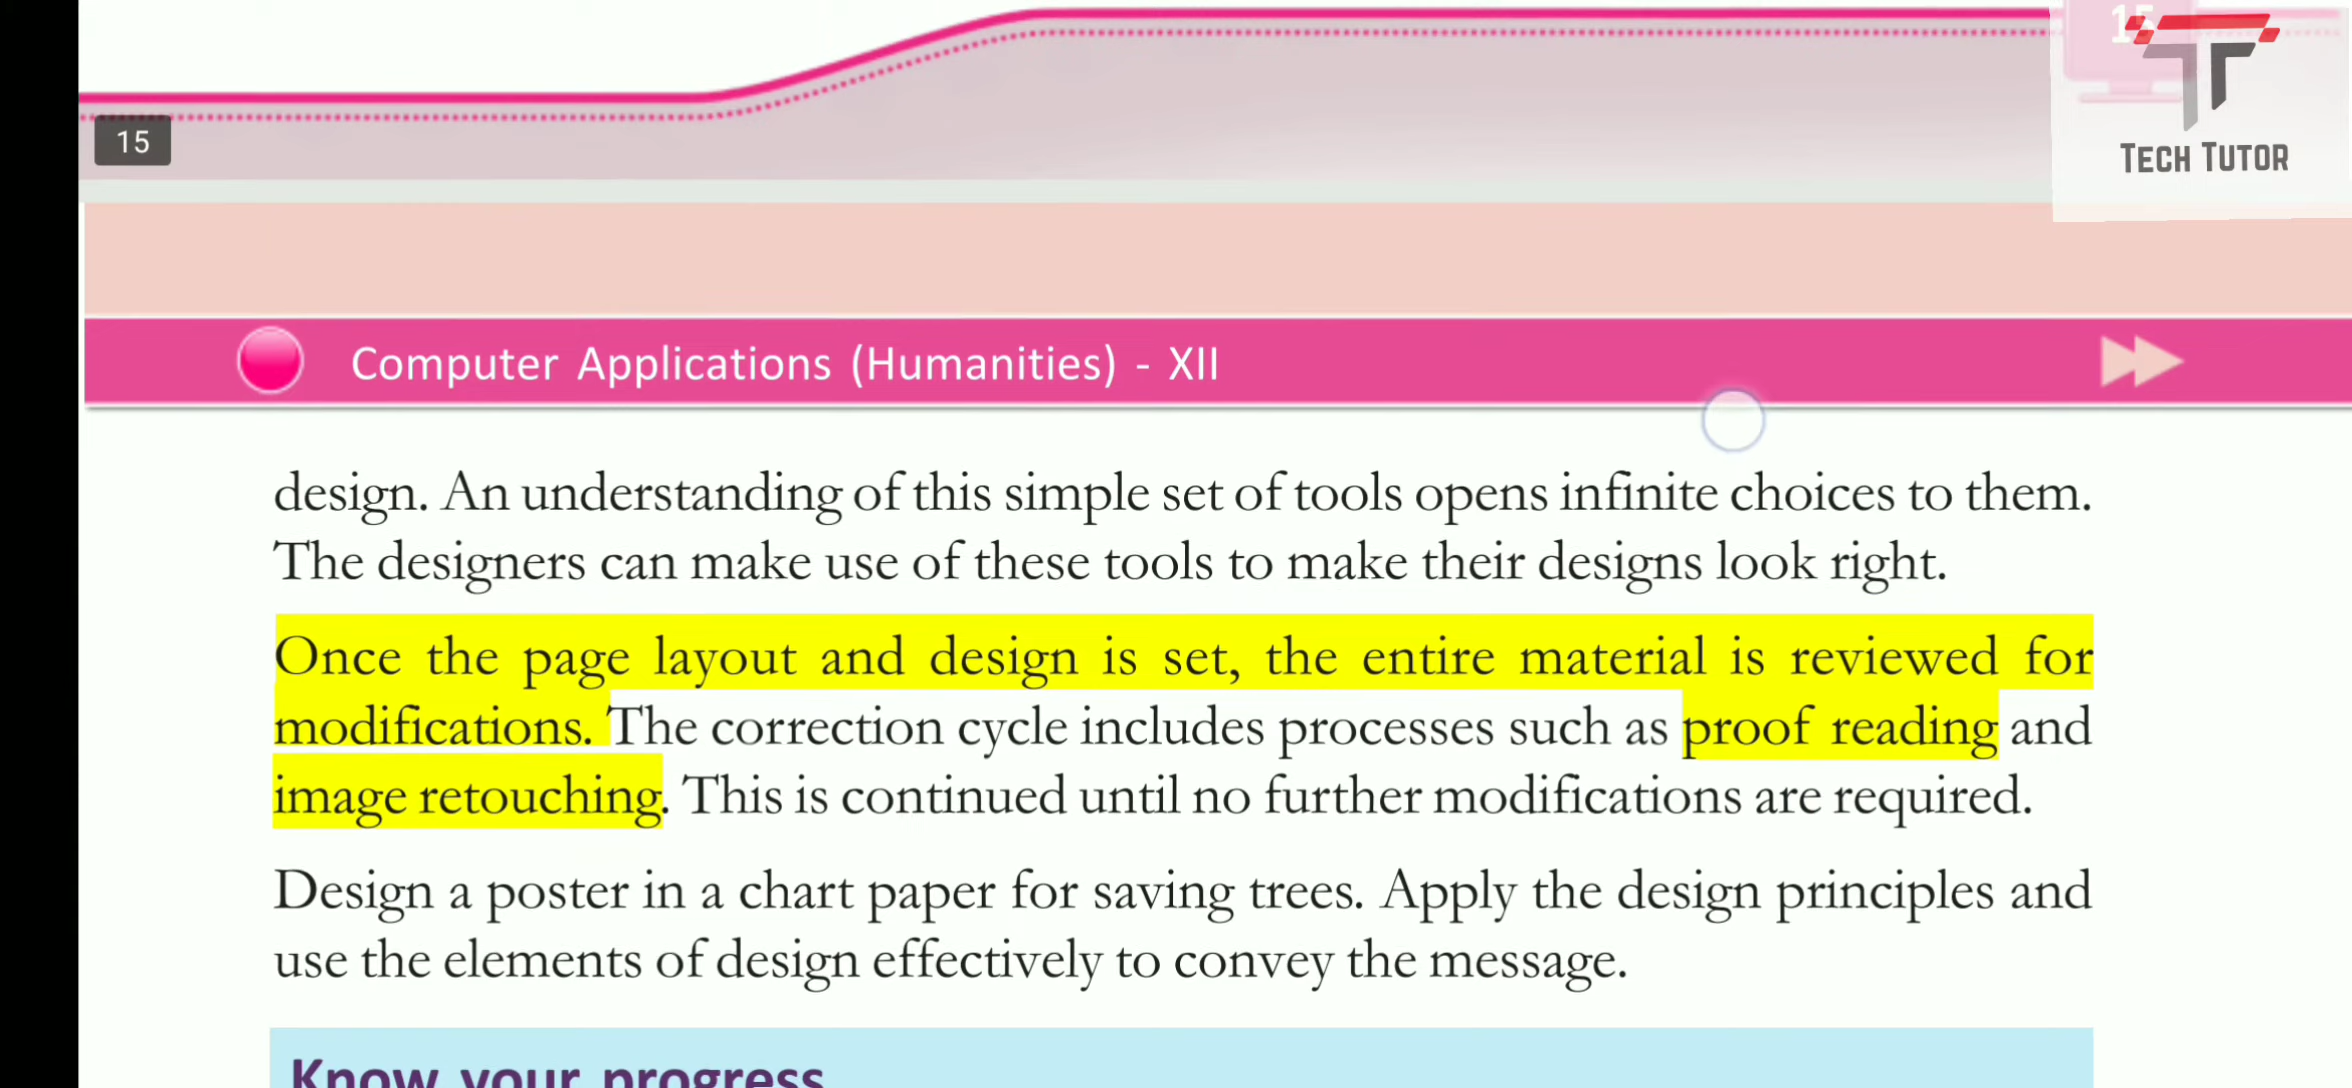 15
TECH TUTOR
15
Computer Applications (Humanities) - XII
design. An understanding of this simple set of tools opens infinite choices to them.
The designers can make use of these tools to make their designs look right.
Once the page layout and design is set, the entire material is reviewed for
modifications. The correction cycle includes processes such as proof reading and
image retouching. This is continued until no further modifications are required.
Design a poster in a chart paper for saving trees. Apply the design principles and
use the elements of design effectively to convey the message.
Know your progress